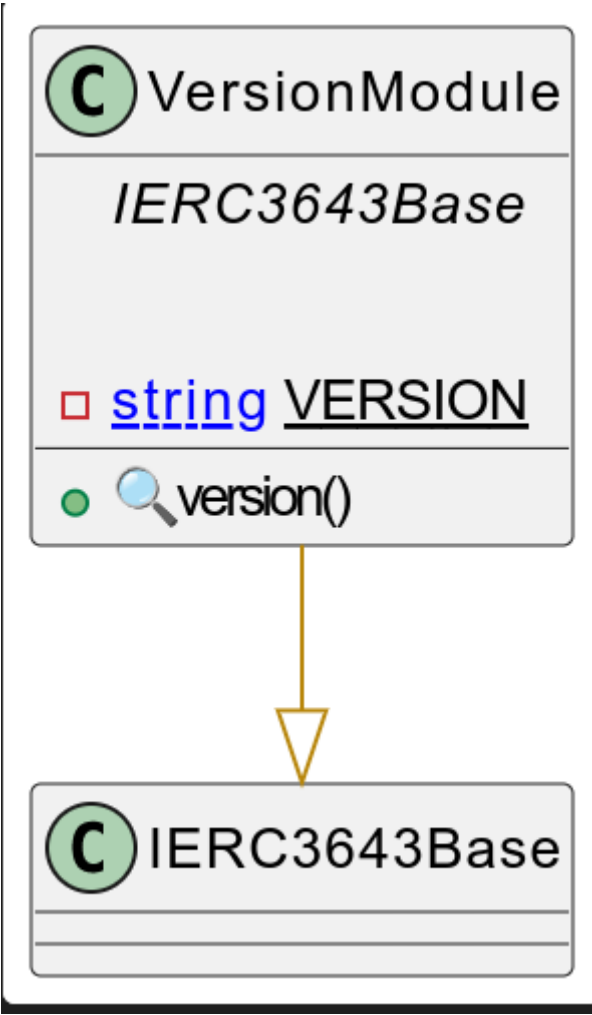 C VersionModule
IERC3643Base
string VERSION
version()
C IERC3643Base